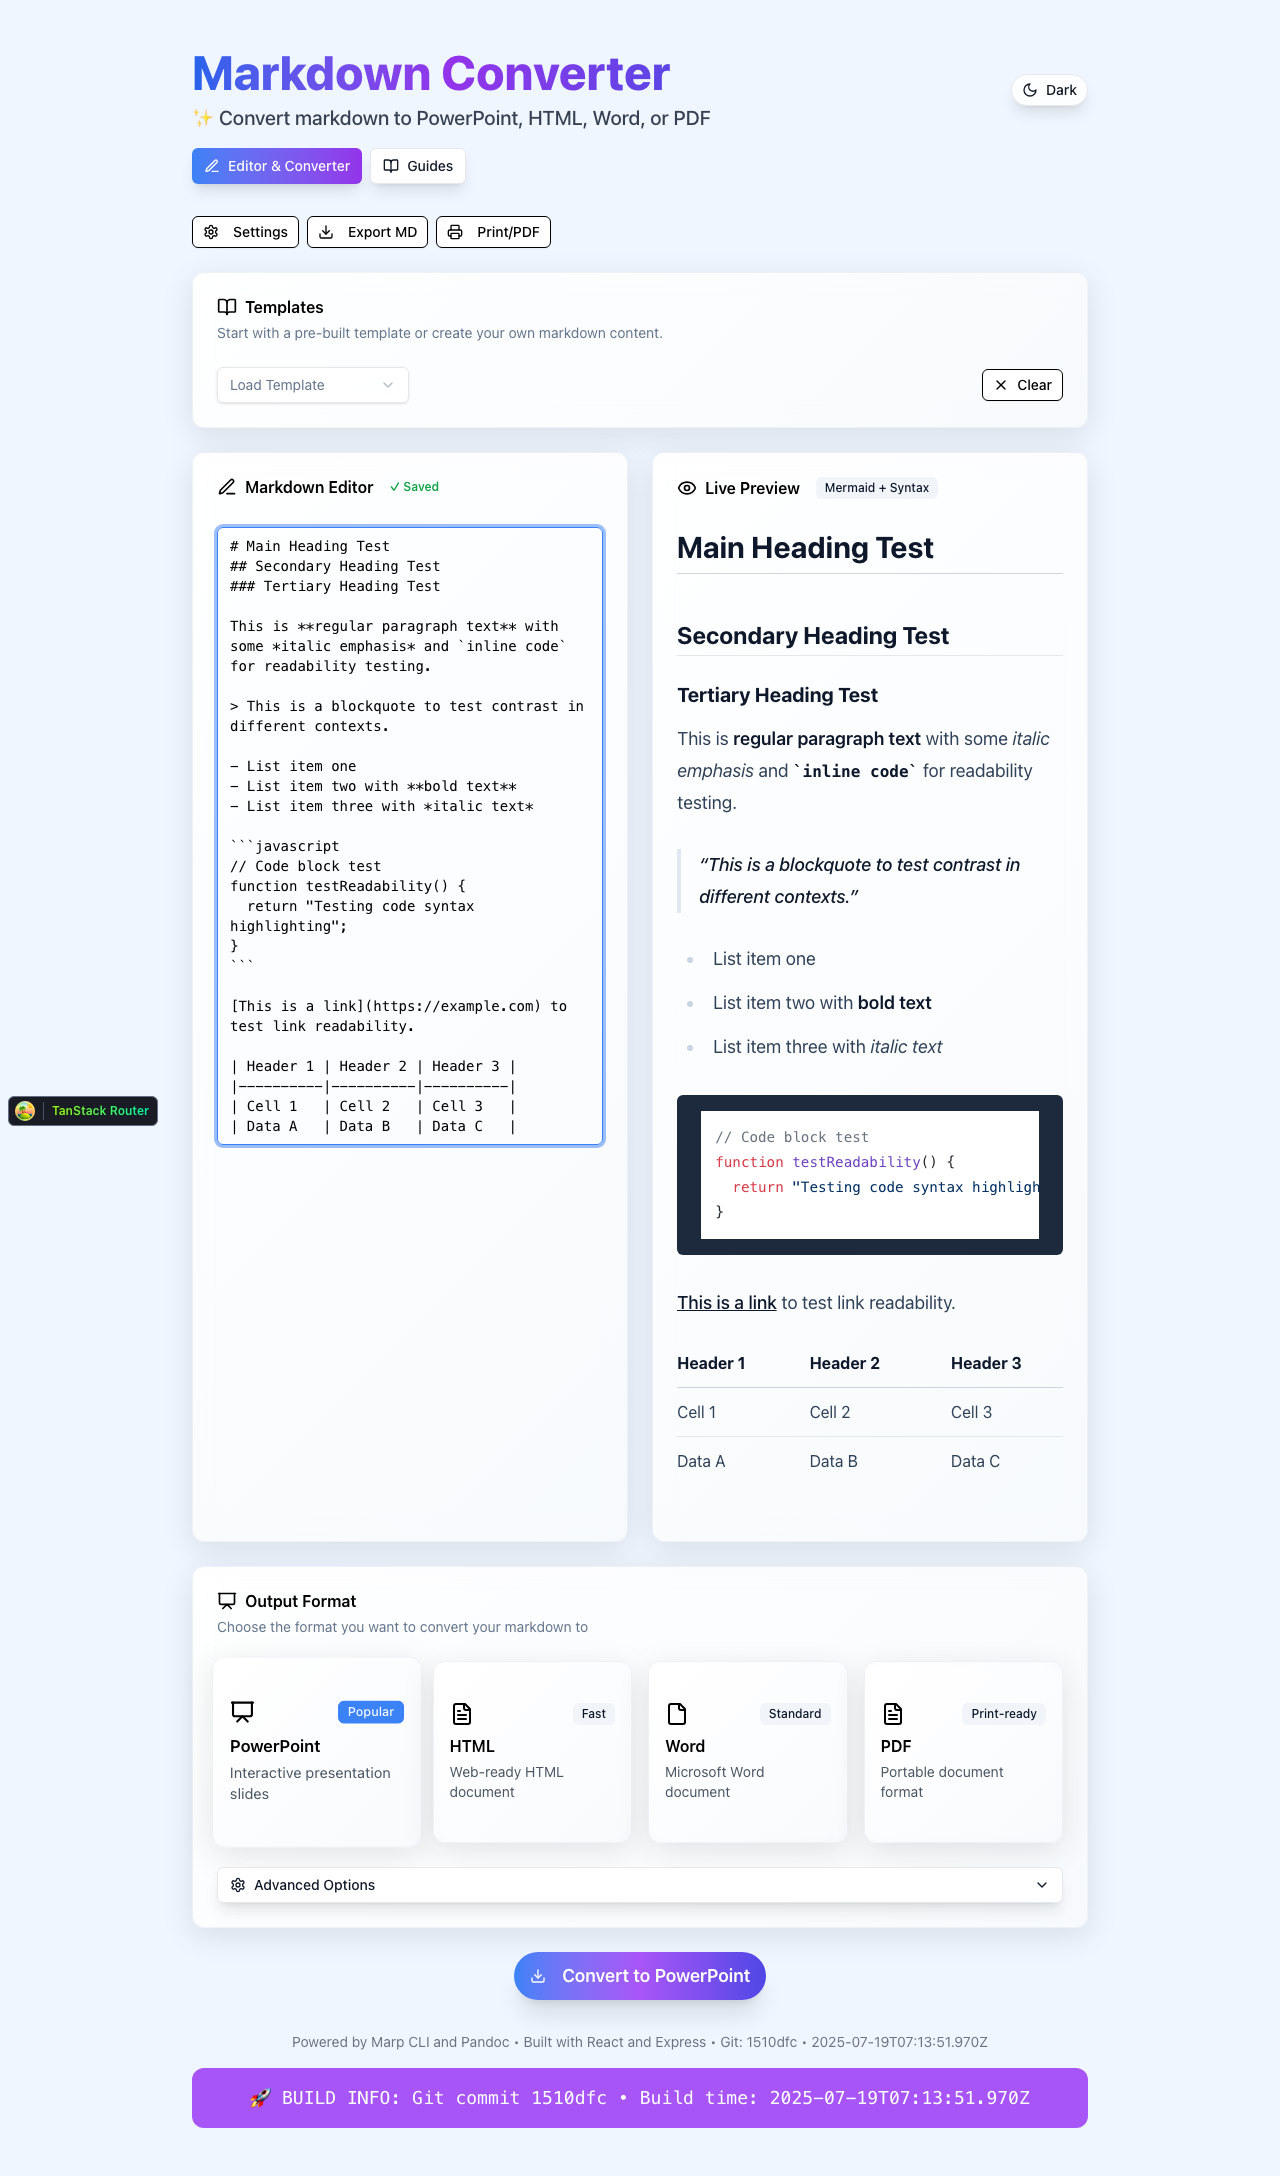 Markdown Converter
✨ Convert markdown to PowerPoint, HTML, Word, or PDF
Dark
Editor & Converter
Guides
Settings
Export MD
Print/PDF
Templates
Start with a pre-built template or create your own markdown content.
Load Template
Clear
Markdown Editor
✓ Saved
# Main Heading Test
## Secondary Heading Test
### Tertiary Heading Test
This is **regular paragraph text** with
some *italic emphasis* and `inline code`
for readability testing.
> This is a blockquote to test contrast in
different contexts.
- List item one
- List item two with **bold text**
- List item three with *italic text*
```javascript
// Code block test
function testReadability() {
  return "Testing code syntax
highlighting";
}
```
[This is a link](https://example.com) to
test link readability.
| Header 1 | Header 2 | Header 3 |
|----------|----------|----------|
| Cell 1   | Cell 2   | Cell 3   |
| Data A   | Data B   | Data C   |
TanStack Router
Live Preview
Mermaid + Syntax
Main Heading Test
Secondary Heading Test
Tertiary Heading Test
This is regular paragraph text with some italic
emphasis and `inline code` for readability
testing.
“This is a blockquote to test contrast in
different contexts.”
• List item one
• List item two with bold text
• List item three with italic text
// Code block test
function testReadability() {
  return "Testing code syntax highligh
}
This is a link to test link readability.
Header 1 Header 2 Header 3
Cell 1 Cell 2 Cell 3
Data A Data B Data C
Output Format
Choose the format you want to convert your markdown to
Popular
PowerPoint
Interactive presentation
slides
Fast
HTML
Web-ready HTML
document
Standard
Word
Microsoft Word
document
Print-ready
PDF
Portable document
format
Advanced Options
Convert to PowerPoint
Powered by Marp CLI and Pandoc • Built with React and Express • Git: 1510dfc • 2025-07-19T07:13:51.970Z
🚀 BUILD INFO: Git commit 1510dfc • Build time: 2025-07-19T07:13:51.970Z